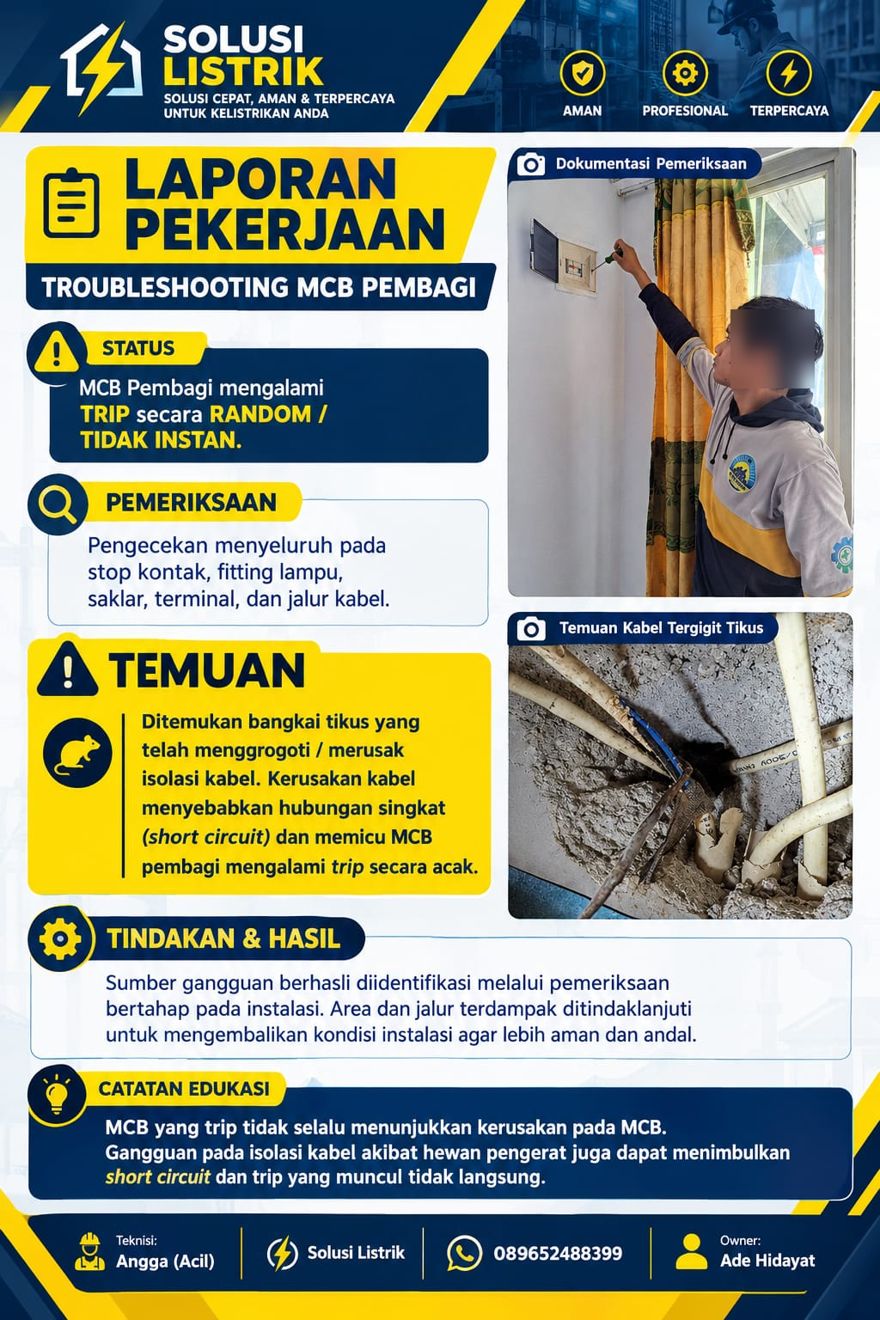 SOLUSI
LISTRIK
SOLUSI CEPAT, AMAN & TERPERCAYA
UNTUK KELISTRIKAN ANDA
AMAN
PROFESIONAL
TERPERCAYA
LAPORAN
PEKERJAAN
TROUBLESHOOTING MCB PEMBAGI
Dokumentasi Pemeriksaan
STATUS
MCB Pembagi mengalami
TRIP secara RANDOM /
TIDAK INSTAN.
PEMERIKSAAN
Pengecekan menyeluruh pada
stop kontak, fitting lampu,
saklar, terminal, dan jalur kabel.
Temuan Kabel Tergigit Tikus
TEMUAN
Ditemukan bangkai tikus yang
telah menggrogoti / merusak
isolasi kabel. Kerusakan kabel
menyebabkan hubungan singkat
(short circuit) dan memicu MCB
pembagi mengalami trip secara acak.
TINDAKAN & HASIL
Sumber gangguan berhasli diidentifikasi melalui pemeriksaan
bertahap pada instalasi. Area dan jalur terdampak ditindaklanjuti
untuk mengembalikan kondisi instalasi agar lebih aman dan andal.
CATATAN EDUKASI
MCB yang trip tidak selalu menunjukkan kerusakan pada MCB.
Gangguan pada isolasi kabel akibat hewan pengerat juga dapat menimbulkan
short circuit dan trip yang muncul tidak langsung.
Teknisi:
Angga (Acil)
Solusi Listrik
089652488399
Owner:
Ade Hidayat